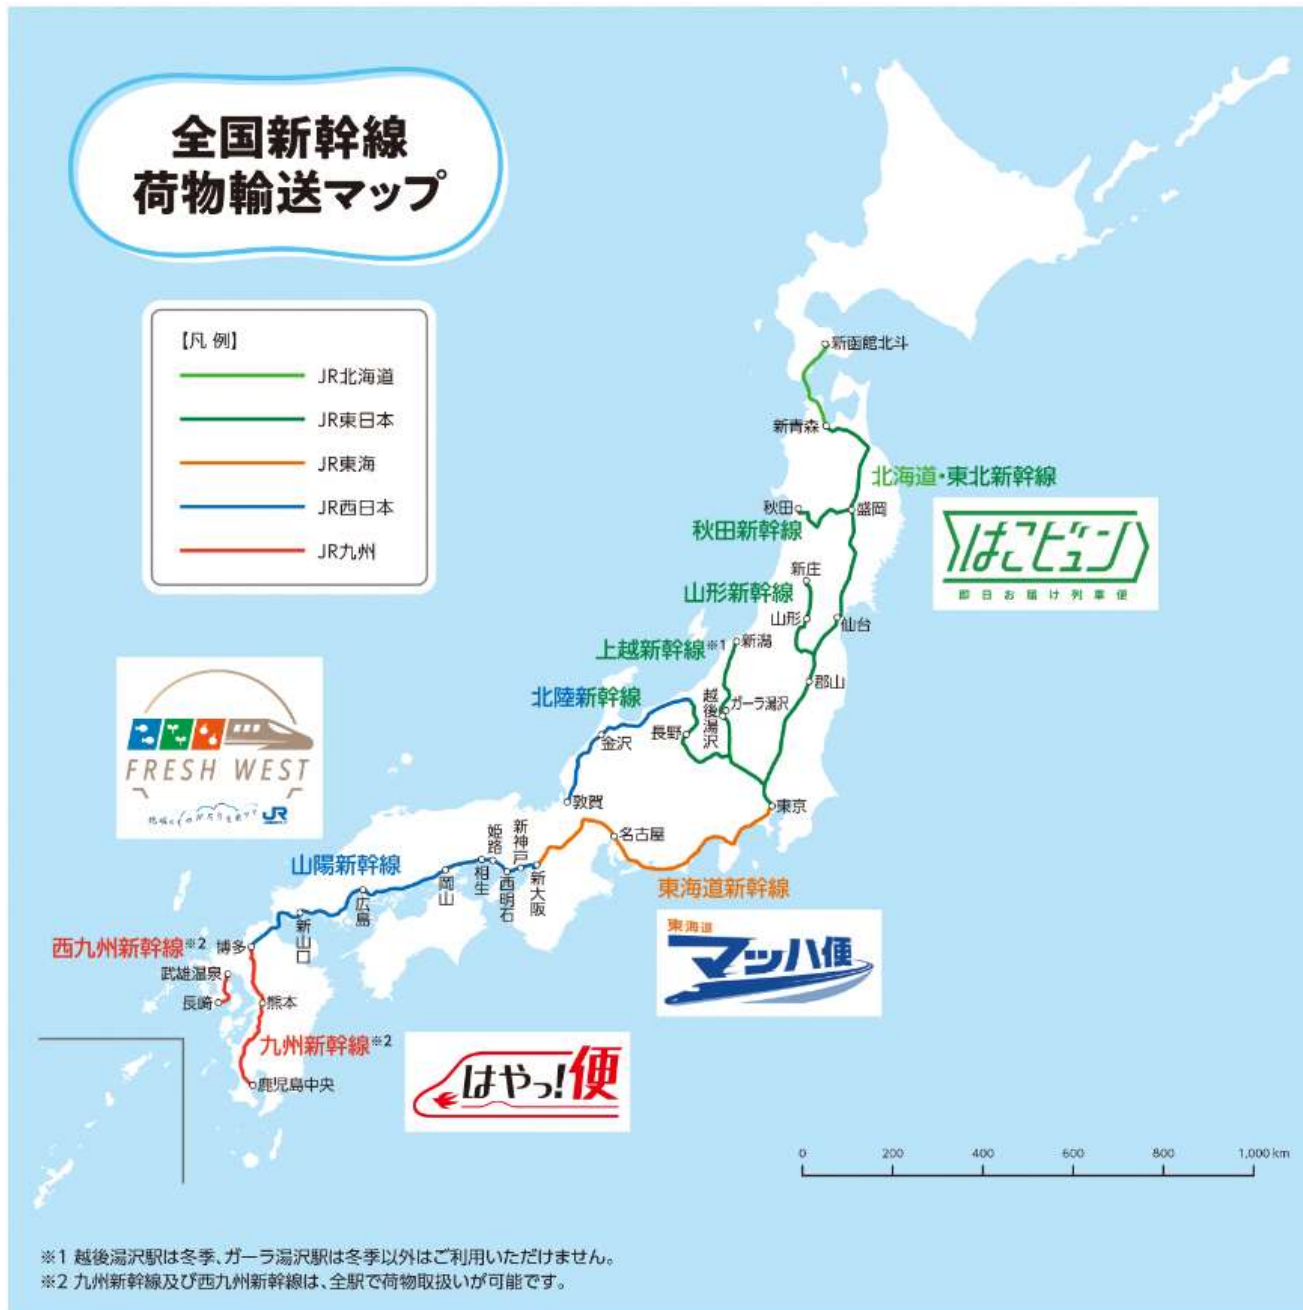 全国新幹線
荷物輸送マップ
【凡 例】
JR北海道
JR東日本
JR東海
JR西日本
JR九州
新函館北斗
新青森
北海道・東北新幹線
秋田
盛岡
秋田新幹線
はこビュン
即日お届け列車便
新庄
山形新幹線
山形
仙台
上越新幹線※1
新潟
北陸新幹線
郡山
越後湯沢
ガーラ湯沢
金沢
長野
FRESH WEST
JR
敦賀
東京
名古屋
新神戸
姫路
山陽新幹線
相生
岡山
西明石
新大阪
東海道新幹線
広島
新山口
東海道
マッハ便
西九州新幹線※2
博多
武雄温泉
長崎
熊本
九州新幹線※2
はやっ!便
鹿児島中央
0 200 400 600 800 1,000 km
※1 越後湯沢駅は冬季、ガーラ湯沢駅は冬季以外はご利用いただけません。
※2 九州新幹線及び西九州新幹線は、全駅で荷物取扱いが可能です。